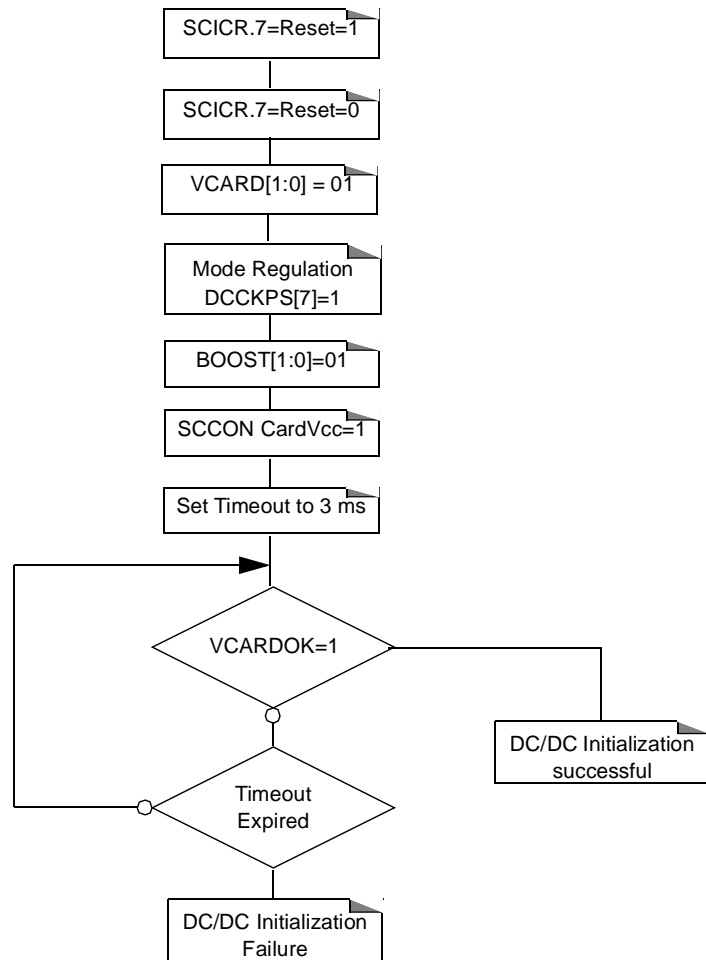 SCICR.7=Reset=1
SCICR.7=Reset=0
VCARD[1:0] = 01
Mode Regulation
DCCKPS[7]=1
BOOST[1:0]=01
SCCON CardVcc=1
Set Timeout to 3 ms
VCARDOK=1
DC/DC Initialization
successful
Timeout
Expired
DC/DC Initialization
Failure